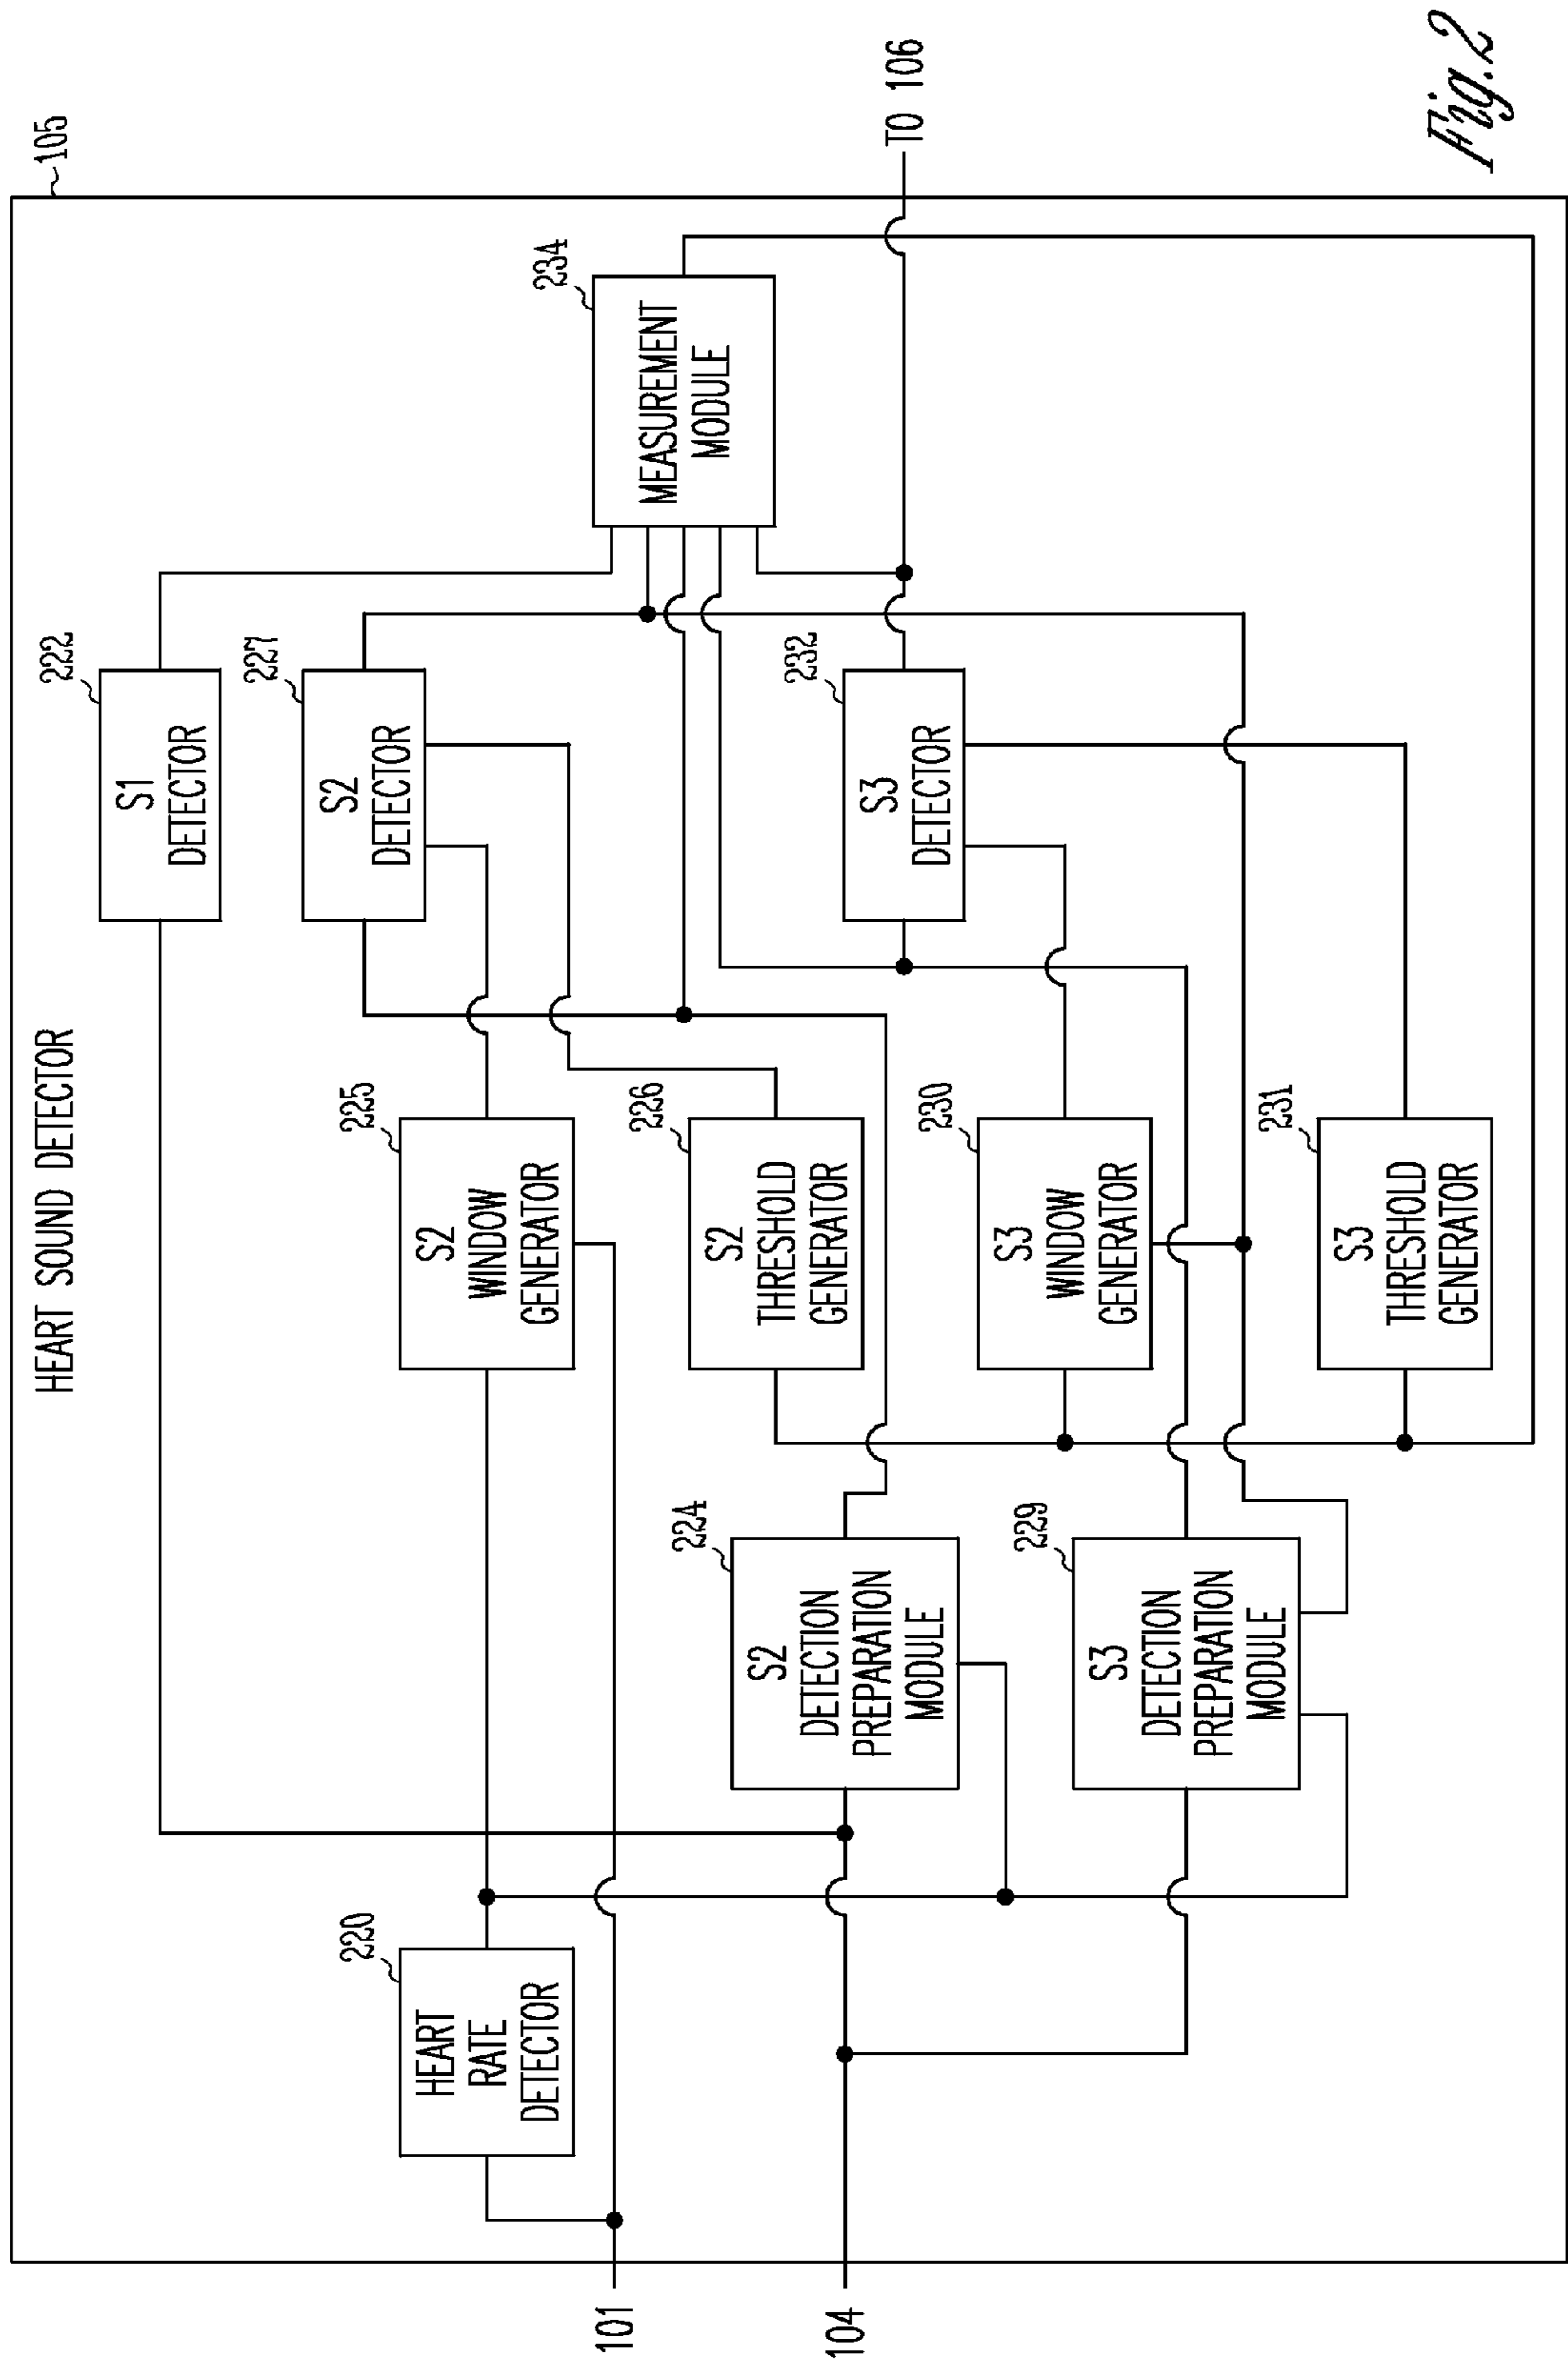 HEART SOUND DETECTOR
105
222
S1
DETECTOR
227
S2
DETECTOR
220
HEART
RATE
DETECTOR
225
S2
WINDOW
GENERATOR
234
MEASUREMENT
MODULE
101
226
S2
THRESHOLD
GENERATOR
224
S2
DETECTION
PREPARATION
MODULE
104
232
S3
DETECTOR
TO 106
230
S3
WINDOW
GENERATOR
229
S3
DETECTION
PREPARATION
MODULE
231
S3
THRESHOLD
GENERATOR
Fig.2